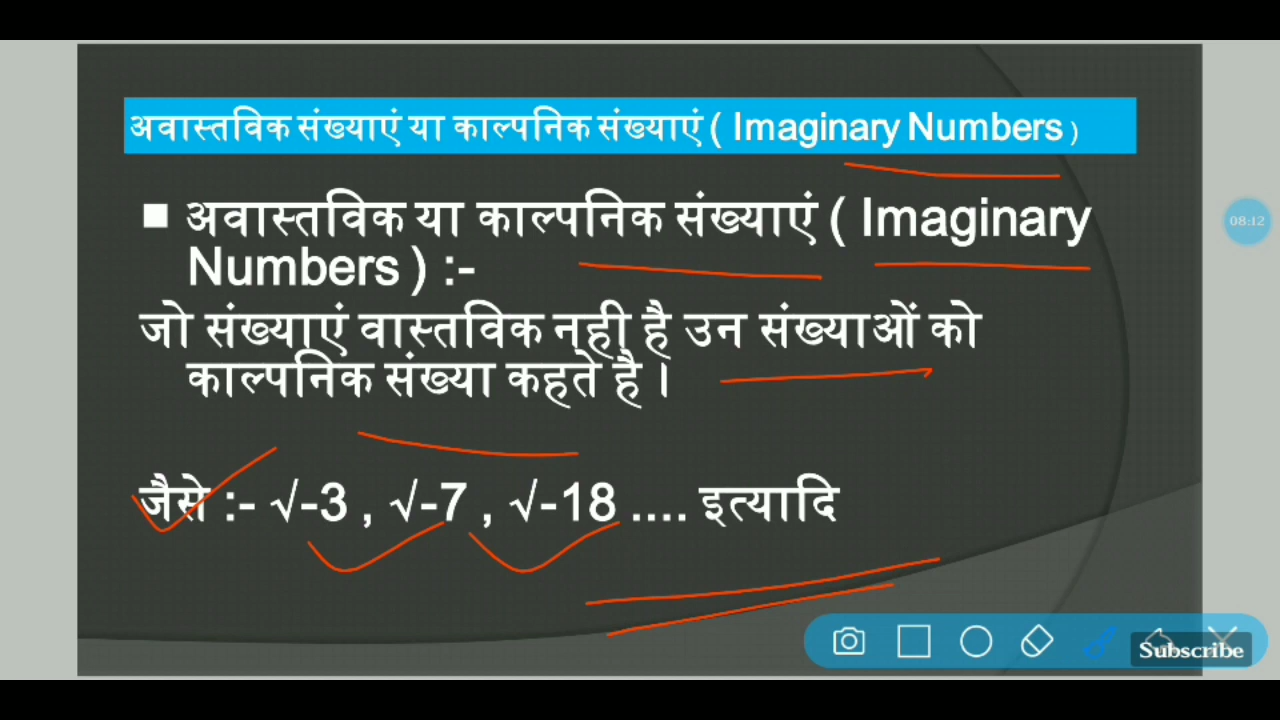 अवास्तविक संख्याएं या काल्पनिक संख्याएं ( Imaginary Numbers )
■ अवास्तविक या काल्पनिक संख्याएं ( Imaginary
Numbers ) :-
08:12
जो संख्याएं वास्तविक नही है उन संख्याओं को
काल्पनिक संख्या कहते है ।
जैसे :- √-3 , √-7 , √-18 .... इत्यादि
Subscribe